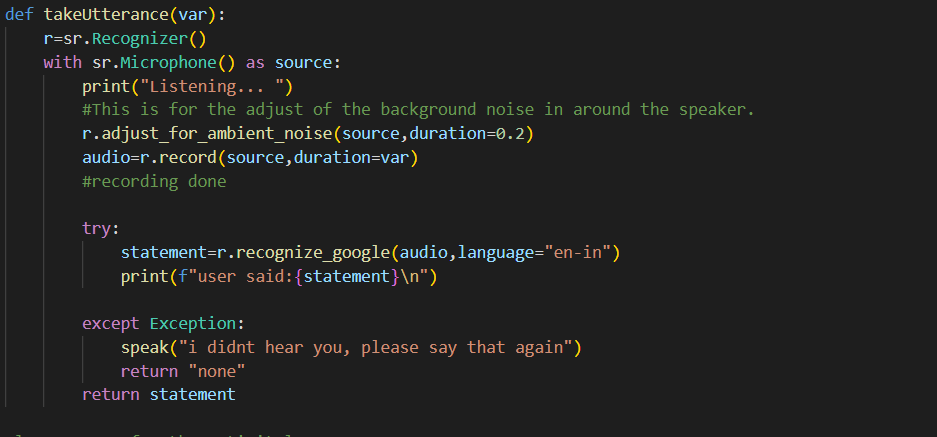 def takeUtterance(var):
    r=sr.Recognizer()
    with sr.Microphone() as source:
        print("Listening... ")
        #This is for the adjust of the background noise in around the speaker.
        r.adjust_for_ambient_noise(source,duration=0.2)
        audio=r.record(source,duration=var)
        #recording done

        try:
            statement=r.recognize_google(audio,language="en-in")
            print(f"user said:{statement}\n")

        except Exception:
            speak("i didnt hear you, please say that again")
            return "none"
        return statement